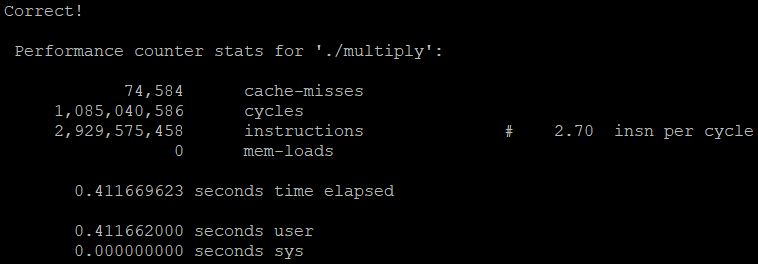 Correct!
Performance counter stats for './multiply':
74,584 cache-misses
1,085,040,586 cycles
2,929,575,458 instructions # 2.70 insn per cycle
0 mem-loads
0.411669623 seconds time elapsed
0.411662000 seconds user
0.000000000 seconds sys